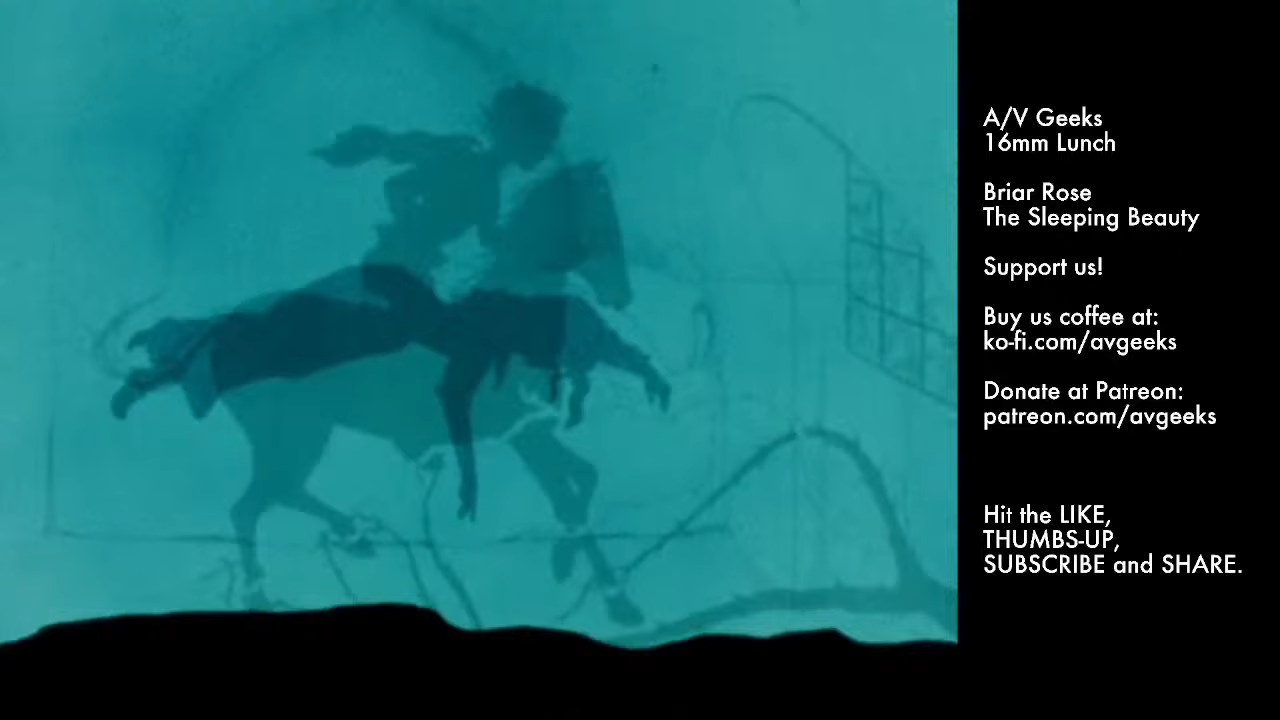 A/V Geeks
16mm Lunch
Briar Rose
The Sleeping Beauty
Support us!
Buy us coffee at:
ko-fi.com/avgeeks
Donate at Patreon:
patreon.com/avgeeks
Hit the LIKE,
THUMBS-UP,
SUBSCRIBE and SHARE.